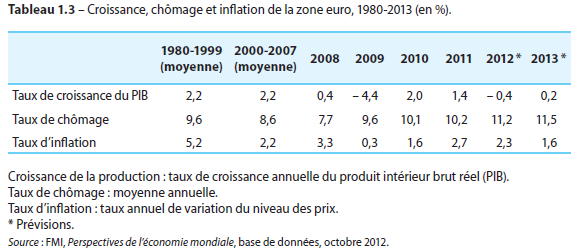 Tableau 1.3 – Croissance, chômage et inflation de la zone euro, 1980-2013 (en %).
1980-1999 (moyenne) 2000-2007 (moyenne) 2008 2009 2010 2011 2012* 2013*
Taux de croissance du PIB 2,2 2,2 0,4 – 4,4 2,0 1,4 – 0,4 0,2
Taux de chômage 9,6 8,6 7,7 9,6 10,1 10,2 11,2 11,5
Taux d’inflation 5,2 2,2 3,3 0,3 1,6 2,7 2,3 1,6
Croissance de la production : taux de croissance annuelle du produit intérieur brut réel (PIB).
Taux de chômage : moyenne annuelle.
Taux d’inflation : taux annuel de variation du niveau des prix.
* Prévisions.
Source : FMI, Perspectives de l’économie mondiale, base de données, octobre 2012.